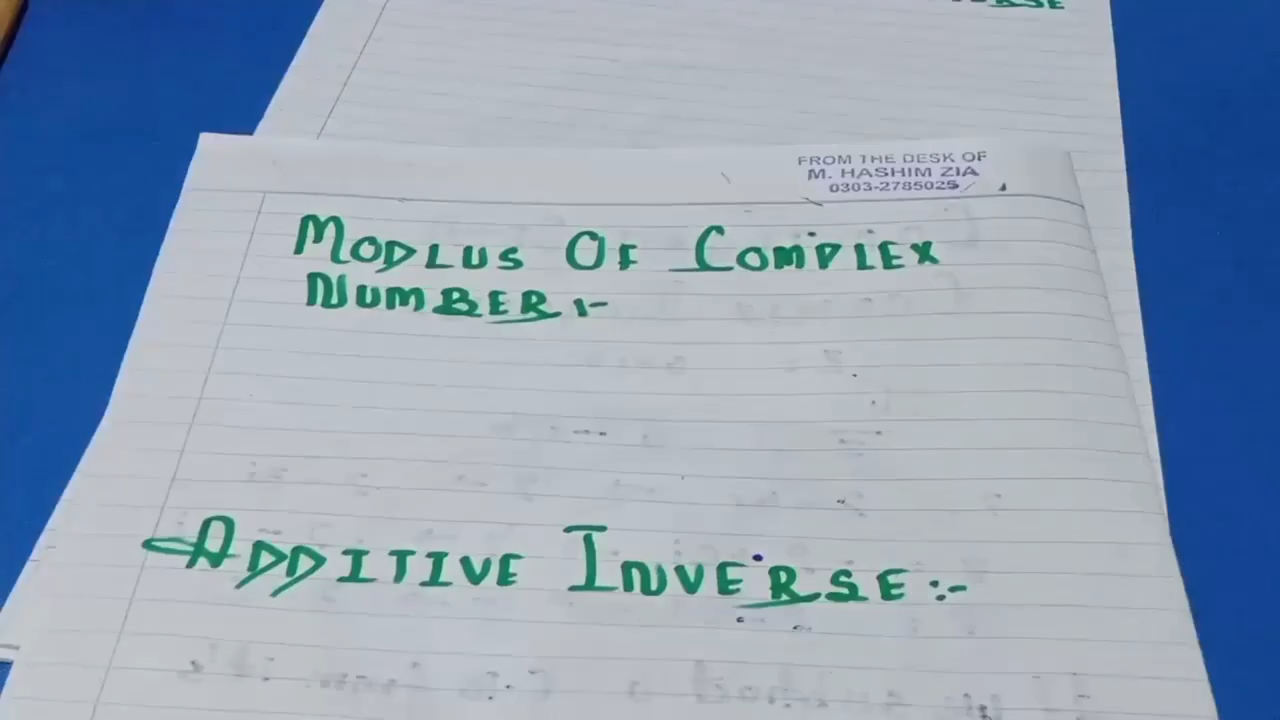 FROM THE DESK OF
M. HASHIM ZIA
0303-2785025
MODLUS OF COMPLEX
NUMBER:-
ADDITIVE INVERSE:-